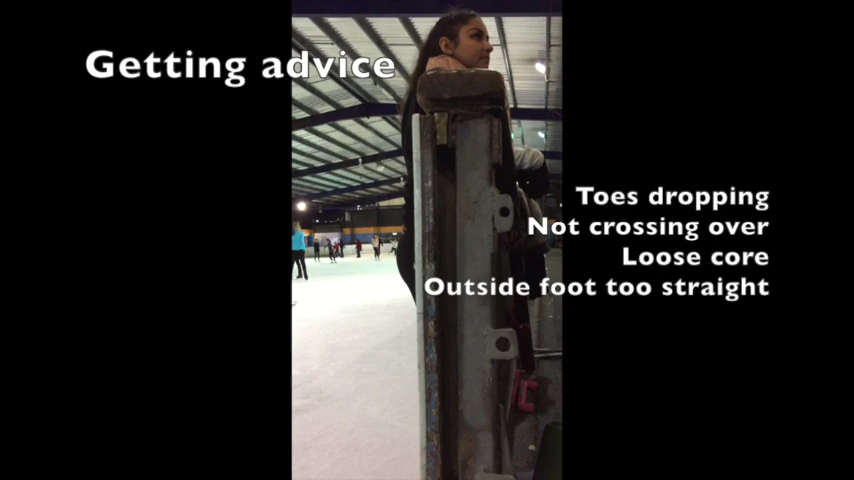 Getting advice
Toes dropping
Not crossing over
Loose core
Outside foot too straight